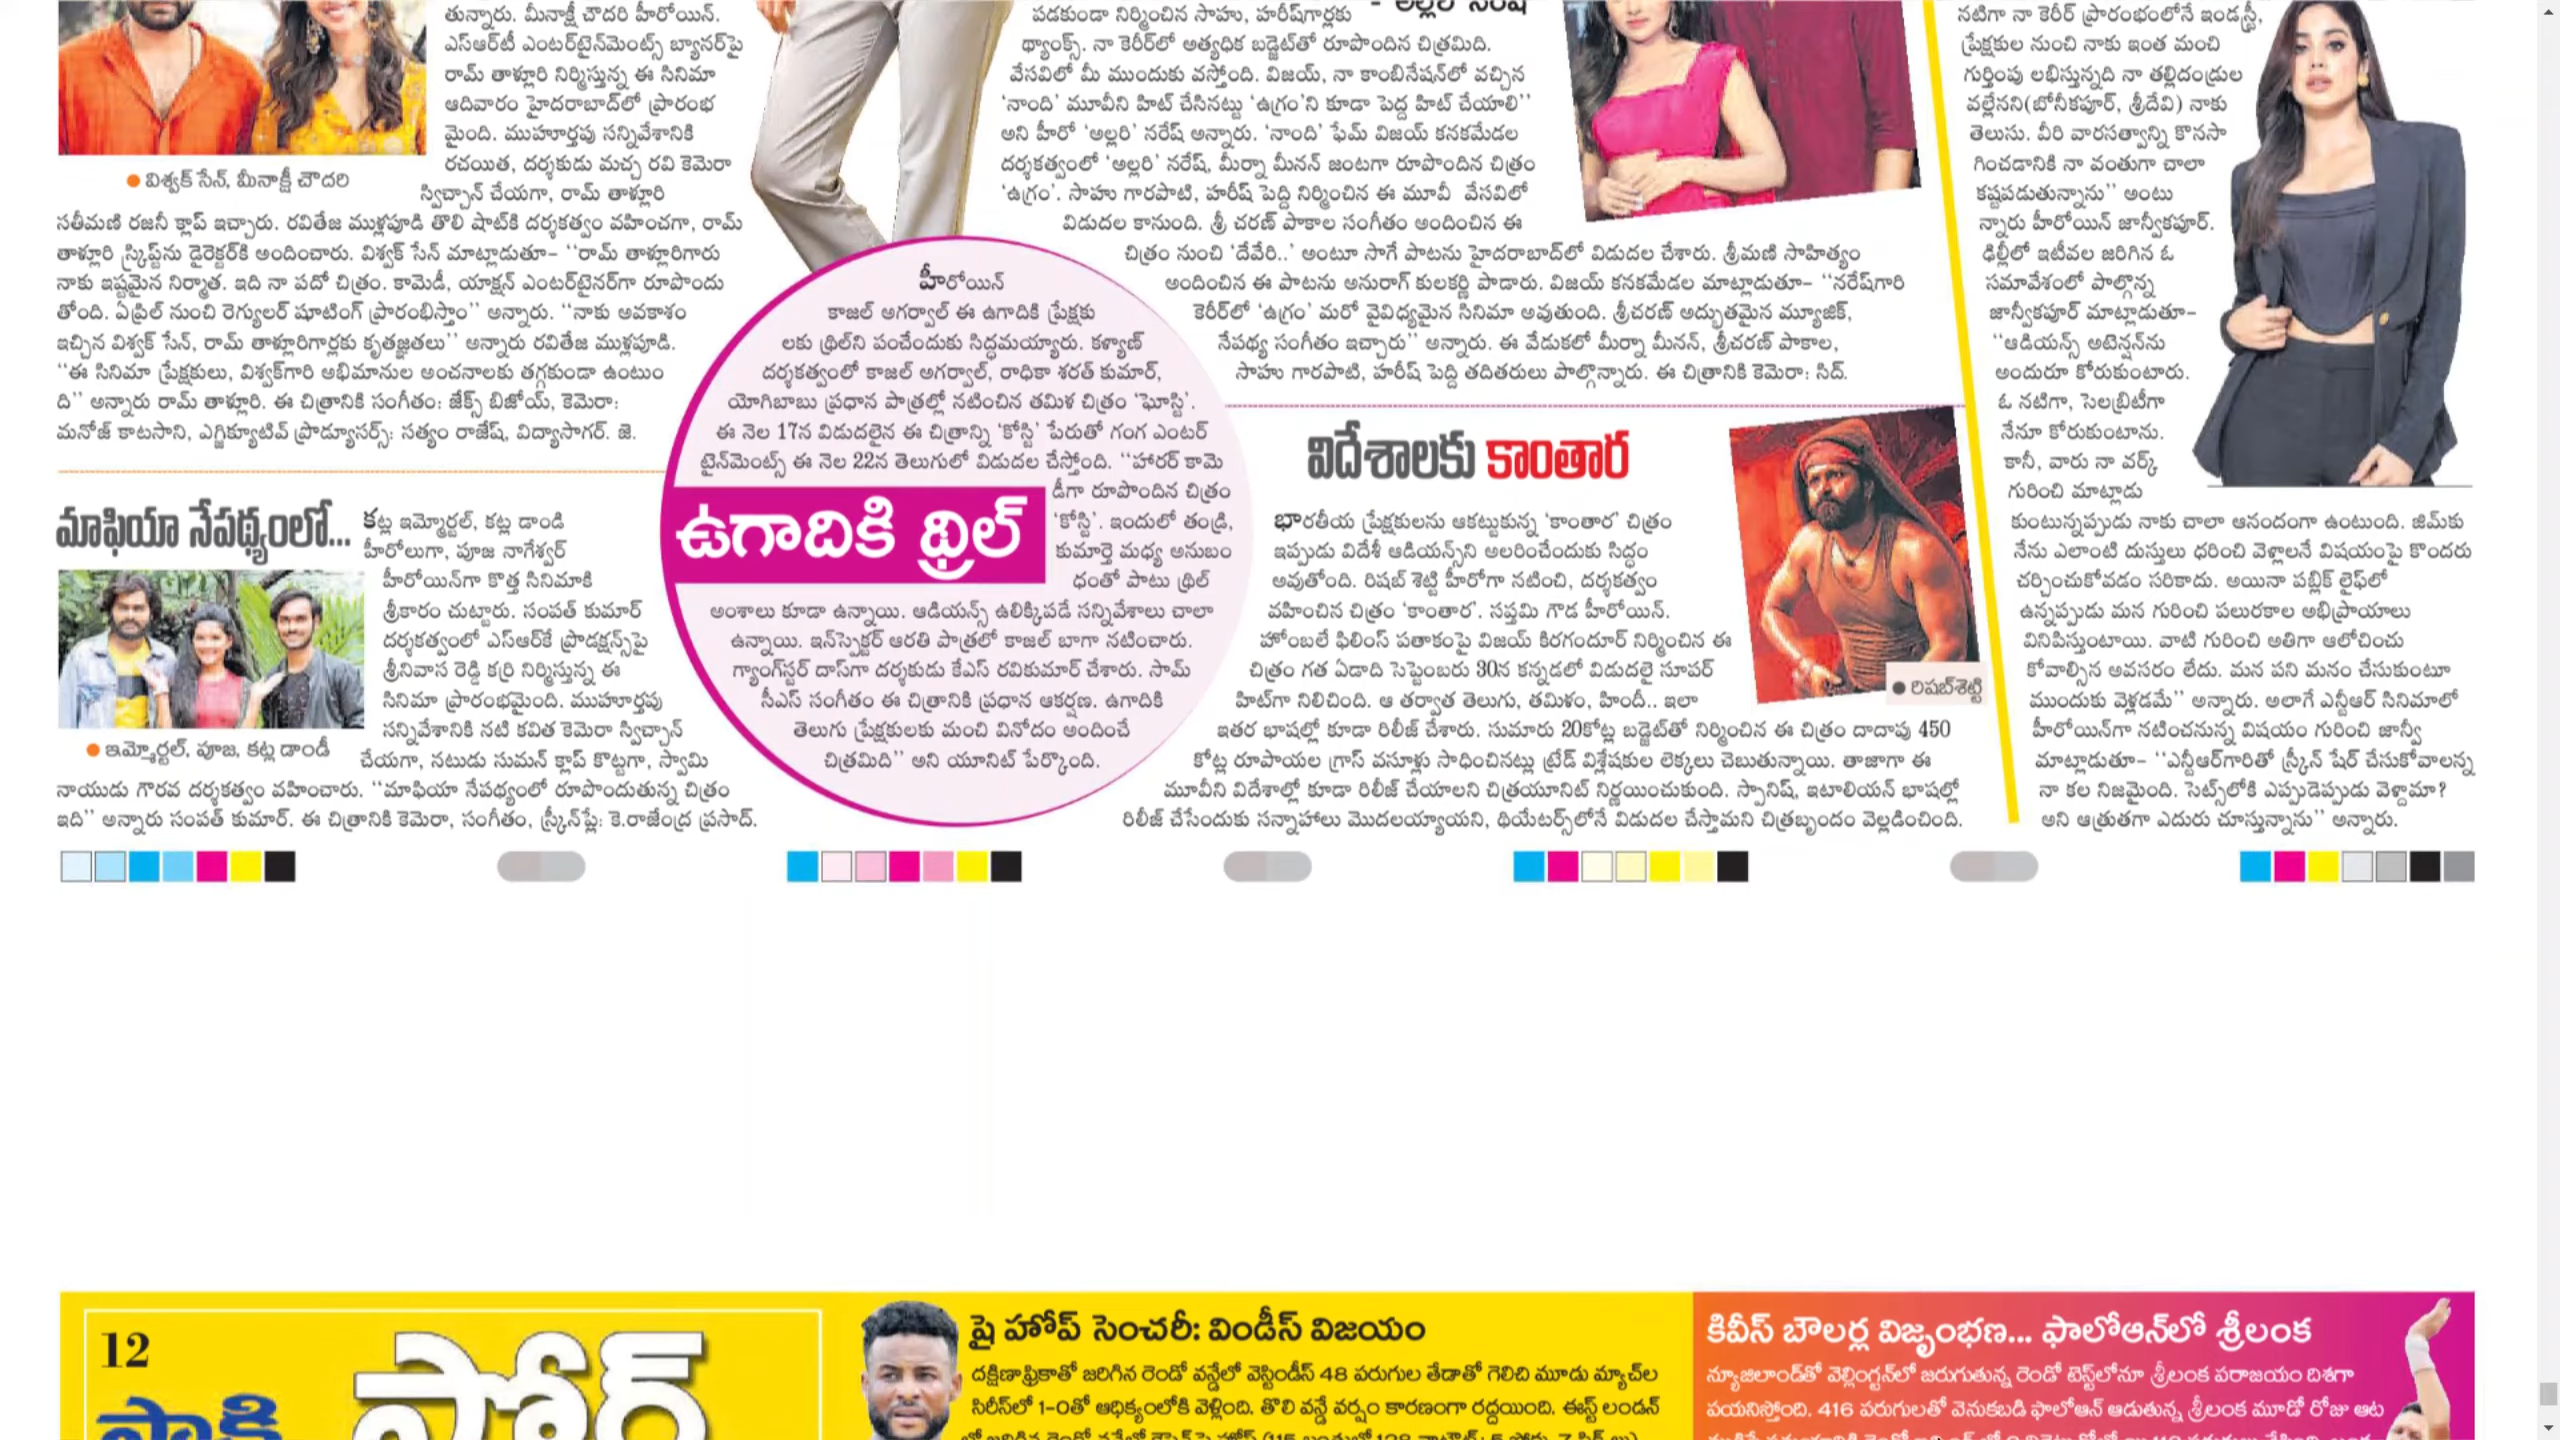 తున్నారు. మీనాక్షీ చౌదరి హీరోయిన్.
ఎస్ఆర్‌టీ ఎంటర్‌టైన్‌మెంట్స్ బ్యానర్‌పై
రామ్ తాళ్లూరి నిర్మిస్తున్న ఈ సినిమా
ఆదివారం హైదరాబాద్‌లో ప్రారంభ
మైంది. ముహూర్తపు సన్నివేశానికి
రచయిత, దర్శకుడు మచ్చ రవి కెమెరా
స్విచ్చాన్ చేయగా, రామ్ తాళ్లూరి
● విశ్వక్ సేన్, మీనాక్షీ చౌదరి
సతీమణి రజనీ క్లాప్ ఇచ్చారు. రవితేజ ముళ్లపూడి తొలి షాట్‌కి దర్శకత్వం వహించగా, రామ్
తాళ్లూరి స్క్రిప్ట్‌ను డైరెక్టర్‌కి అందించారు. విశ్వక్ సేన్ మాట్లాడుతూ– ‘‘రామ్ తాళ్లూరిగారు
నాకు ఇష్టమైన నిర్మాత. ఇది నా పదో చిత్రం. కామెడీ, యాక్షన్ ఎంటర్‌టైనర్‌గా రూపొందు
తోంది. ఏప్రిల్ నుంచి రెగ్యులర్ షూటింగ్ ప్రారంభిస్తాం’’ అన్నారు. ‘‘నాకు అవకాశం
ఇచ్చిన విశ్వక్ సేన్, రామ్ తాళ్లూరిగార్లకు కృతజ్ఞతలు’’ అన్నారు రవితేజ ముళ్లపూడి.
‘‘ఈ సినిమా ప్రేక్షకులు, విశ్వక్‌గారి అభిమానుల అంచనాలకు తగ్గకుండా ఉంటుం
ది’’ అన్నారు రామ్ తాళ్లూరి. ఈ చిత్రానికి సంగీతం: జేక్స్ బిజోయ్, కెమెరా:
మనోజ్ కాటసాని, ఎగ్జిక్యూటివ్ ప్రొడ్యూసర్స్: సత్యం రాజేష్, విద్యాసాగర్. జె.
మాఫియా నేపథ్యంలో...
కట్ల ఇమ్మోర్టల్, కట్ల డాండి
హీరోలుగా, పూజ నాగేశ్వర్
హీరోయిన్‌గా కొత్త సినిమాకి
శ్రీకారం చుట్టారు. సంపత్ కుమార్
దర్శకత్వంలో ఎస్ఆర్‌కే ప్రొడక్షన్స్‌పై
శ్రీనివాస రెడ్డి కర్రి నిర్మిస్తున్న ఈ
సినిమా ప్రారంభమైంది. ముహూర్తపు
సన్నివేశానికి నటి కవిత కెమెరా స్విచ్చాన్
● ఇమ్మోర్టల్, పూజ, కట్ల డాండీ
చేయగా, నటుడు సుమన్ క్లాప్ కొట్టగా, స్వామి
నాయుడు గౌరవ దర్శకత్వం వహించారు. ‘‘మాఫియా నేపథ్యంలో రూపొందుతున్న చిత్రం
ఇది’’ అన్నారు సంపత్ కుమార్. ఈ చిత్రానికి కెమెరా, సంగీతం, స్క్రీన్‌ప్లే: కె.రాజేంద్ర ప్రసాద్.
హీరోయిన్
కాజల్ అగర్వాల్ ఈ ఉగాదికి ప్రేక్షకు
లకు థ్రిల్‌ని పంచేందుకు సిద్ధమయ్యారు. కళ్యాణ్
దర్శకత్వంలో కాజల్ అగర్వాల్, రాధికా శరత్ కుమార్,
యోగిబాబు ప్రధాన పాత్రల్లో నటించిన తమిళ చిత్రం ‘ఘోస్టి’.
ఈ నెల 17న విడుదలైన ఈ చిత్రాన్ని ‘కోస్టి’ పేరుతో గంగ ఎంటర్
టైన్‌మెంట్స్ ఈ నెల 22న తెలుగులో విడుదల చేస్తోంది. ‘‘హారర్ కామె
డీగా రూపొందిన చిత్రం
‘కోస్టి’. ఇందులో తండ్రి,
కుమార్తె మధ్య అనుబం
ధంతో పాటు థ్రిల్
ఉగాదికి థ్రిల్
అంశాలు కూడా ఉన్నాయి. ఆడియన్స్ ఉలిక్కిపడే సన్నివేశాలు చాలా
ఉన్నాయి. ఇన్‌స్పెక్టర్ ఆరతి పాత్రలో కాజల్ బాగా నటించారు.
గ్యాంగ్‌స్టర్ దాస్‌గా దర్శకుడు కేఎస్ రవికుమార్ చేశారు. సామ్
సీఎస్ సంగీతం ఈ చిత్రానికి ప్రధాన ఆకర్షణ. ఉగాదికి
తెలుగు ప్రేక్షకులకు మంచి వినోదం అందించే
చిత్రమిది’’ అని యూనిట్ పేర్కొంది.
– అల్లరి నరేష్
పడకుండా నిర్మించిన సాహు, హరీష్‌గార్లకు
థ్యాంక్స్. నా కెరీర్‌లో అత్యధిక బడ్జెట్‌తో రూపొందిన చిత్రమిది.
వేసవిలో మీ ముందుకు వస్తోంది. విజయ్, నా కాంబినేషన్‌లో వచ్చిన
‘నాంది’ మూవీని హిట్ చేసినట్టు ‘ఉగ్రం’ని కూడా పెద్ద హిట్ చేయాలి’’
అని హీరో ‘అల్లరి’ నరేష్ అన్నారు. ‘నాంది’ ఫేమ్ విజయ్ కనకమేడల
దర్శకత్వంలో ‘అల్లరి’ నరేష్, మీర్నా మీనన్ జంటగా రూపొందిన చిత్రం
‘ఉగ్రం’. సాహు గారపాటి, హరీష్ పెద్ది నిర్మించిన ఈ మూవీ వేసవిలో
విడుదల కానుంది. శ్రీ చరణ్ పాకాల సంగీతం అందించిన ఈ
చిత్రం నుంచి ‘దేవేరి..’ అంటూ సాగే పాటను హైదరాబాద్‌లో విడుదల చేశారు. శ్రీమణి సాహిత్యం
అందించిన ఈ పాటను అనురాగ్ కులకర్ణి పాడారు. విజయ్ కనకమేడల మాట్లాడుతూ– ‘‘నరేష్‌గారి
కెరీర్‌లో ‘ఉగ్రం’ మరో వైవిధ్యమైన సినిమా అవుతుంది. శ్రీచరణ్ అద్భుతమైన మ్యూజిక్,
నేపథ్య సంగీతం ఇచ్చారు’’ అన్నారు. ఈ వేడుకలో మీర్నా మీనన్, శ్రీచరణ్ పాకాల,
సాహు గారపాటి, హరీష్ పెద్ది తదితరులు పాల్గొన్నారు. ఈ చిత్రానికి కెమెరా: సిద్.
విదేశాలకు కాంతార
భారతీయ ప్రేక్షకులను ఆకట్టుకున్న ‘కాంతార’ చిత్రం
ఇప్పుడు విదేశీ ఆడియన్స్‌ని అలరించేందుకు సిద్ధం
అవుతోంది. రిషబ్ శెట్టి హీరోగా నటించి, దర్శకత్వం
వహించిన చిత్రం ‘కాంతార’. సప్తమి గౌడ హీరోయిన్.
హోంబలే ఫిలింస్ పతాకంపై విజయ్ కిరగందూర్ నిర్మించిన ఈ
చిత్రం గత ఏడాది సెప్టెంబరు 30న కన్నడలో విడుదలై సూపర్
హిట్‌గా నిలిచింది. ఆ తర్వాత తెలుగు, తమిళం, హిందీ.. ఇలా
● రిషబ్‌శెట్టి
ఇతర భాషల్లో కూడా రిలీజ్ చేశారు. సుమారు 20కోట్ల బడ్జెట్‌తో నిర్మించిన ఈ చిత్రం దాదాపు 450
కోట్ల రూపాయల గ్రాస్ వసూళ్లు సాధించినట్లు ట్రేడ్ విశ్లేషకుల లెక్కలు చెబుతున్నాయి. తాజాగా ఈ
మూవీని విదేశాల్లో కూడా రిలీజ్ చేయాలని చిత్రయూనిట్ నిర్ణయించుకుంది. స్పానిష్, ఇటాలియన్ భాషల్లో
రిలీజ్ చేసేందుకు సన్నాహాలు మొదలయ్యాయని, థియేటర్స్‌లోనే విడుదల చేస్తామని చిత్రబృందం వెల్లడించింది.
నటిగా నా కెరీర్ ప్రారంభంలోనే ఇండస్ట్రీ,
ప్రేక్షకుల నుంచి నాకు ఇంత మంచి
గుర్తింపు లభిస్తున్నది నా తల్లిదండ్రుల
వల్లేనని(బోనీకపూర్, శ్రీదేవి) నాకు
తెలుసు. వీరి వారసత్వాన్ని కొనసా
గించడానికి నా వంతుగా చాలా
కష్టపడుతున్నాను’’ అంటు
న్నారు హీరోయిన్ జాన్వీకపూర్.
ఢిల్లీలో ఇటీవల జరిగిన ఓ
సమావేశంలో పాల్గొన్న
జాన్వీకపూర్ మాట్లాడుతూ–
‘‘ఆడియన్స్ అటెన్షన్‌ను
అందురూ కోరుకుంటారు.
ఓ నటిగా, సెలబ్రిటీగా
నేనూ కోరుకుంటాను.
కానీ, వారు నా వర్క్
గురించి మాట్లాడు
కుంటున్నప్పుడు నాకు చాలా ఆనందంగా ఉంటుంది. జిమ్‌కు
నేను ఎలాంటి దుస్తులు ధరించి వెళ్లాలనే విషయంపై కొందరు
చర్చించుకోవడం సరికాదు. అయినా పబ్లిక్ లైఫ్‌లో
ఉన్నప్పుడు మన గురించి పలురకాల అభిప్రాయాలు
వినిపిస్తుంటాయి. వాటి గురించి అతిగా ఆలోచించు
కోవాల్సిన అవసరం లేదు. మన పని మనం చేసుకుంటూ
ముందుకు వెళ్లడమే’’ అన్నారు. అలాగే ఎన్టీఆర్ సినిమాలో
హీరోయిన్‌గా నటించనున్న విషయం గురించి జాన్వీ
మాట్లాడుతూ– ‘‘ఎన్టీఆర్‌గారితో స్క్రీన్ షేర్ చేసుకోవాలన్న
నా కల నిజమైంది. సెట్స్‌లోకి ఎప్పుడెప్పుడు వెళ్దామా?
అని ఆత్రుతగా ఎదురు చూస్తున్నాను’’ అన్నారు.
12
షై హోప్ సెంచరీ: విండీస్ విజయం
దక్షిణాఫ్రికాతో జరిగిన రెండో వన్డేలో వెస్టిండీస్ 48 పరుగుల తేడాతో గెలిచి మూడు మ్యాచ్‌ల
సిరీస్‌లో 1–0తో ఆధిక్యంలోకి వెళ్లింది. తొలి వన్డే వర్షం కారణంగా రద్దయింది. ఈస్ట్ లండన్
కివీస్ బౌలర్ల విజృంభణ... ఫాలోఆన్‌లో శ్రీలంక
న్యూజిలాండ్‌తో వెల్లింగ్టన్‌లో జరుగుతున్న రెండో టెస్ట్‌లోనూ శ్రీలంక పరాజయం దిశగా
పయనిస్తోంది. 416 పరుగులతో వెనుకబడి ఫాలోఆన్ ఆడుతున్న శ్రీలంక మూడో రోజు ఆట